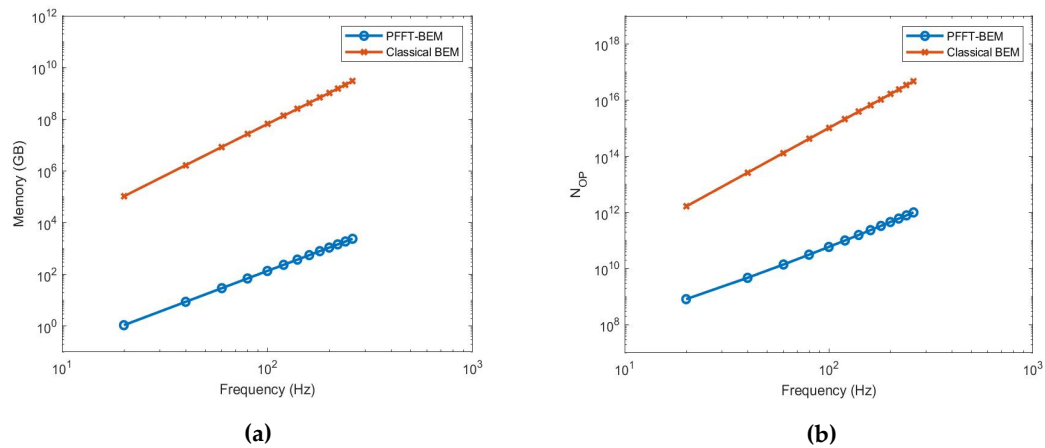 10^12
10^10
10^8
10^6
10^4
10^2
10^0
Memory (GB)
PFFT-BEM
Classical BEM
10^1
10^2
10^3
Frequency (Hz)
(a)
10^18
10^16
10^14
10^12
10^10
10^8
N_OP
PFFT-BEM
Classical BEM
10^1
10^2
10^3
Frequency (Hz)
(b)